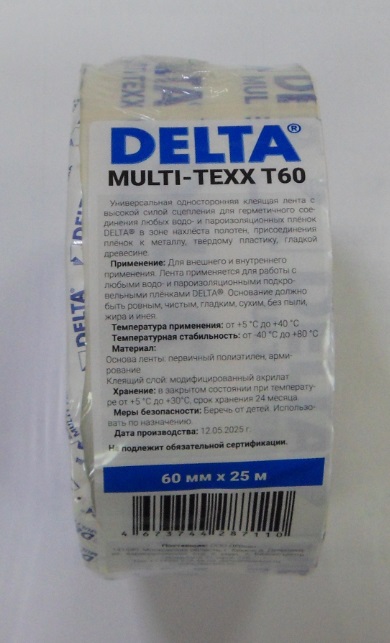 DELTA®
MULTI-TEXX T60
Универсальная односторонняя клеящая лента с
высокой силой сцепления для герметичного сое-
динения любых водо- и пароизоляционных плёнок
DELTA® в зоне нахлёста полотен, присоединения
плёнок к металлу, твёрдому пластику, гладкой
древесине.
Применение: Для внешнего и внутреннего
применения. Лента применяется для работы с
любыми водо- и пароизоляционными подкро-
вельными плёнками DELTA®. Основание должно
быть ровным, чистым, гладким, сухим, без пыли,
жира и инея.
Температура применения: от +5 °C до +40 °C
Температурная стабильность: от -40 °C до +80 °C
Материал:
Основа ленты: первичный полиэтилен, арми-
рование
Клеящий слой: модифицированный акрилат
Хранение: в закрытом состоянии при температу-
ре от +5 °C до +30°C, срок хранения 24 месяца
Меры безопасности: Беречь от детей. Использо-
вать по назначению.
Дата производства: 12.05.2025 г.
Не подлежит обязательной сертификации.
60 мм x 25 м
4 673744 287110
DELTA